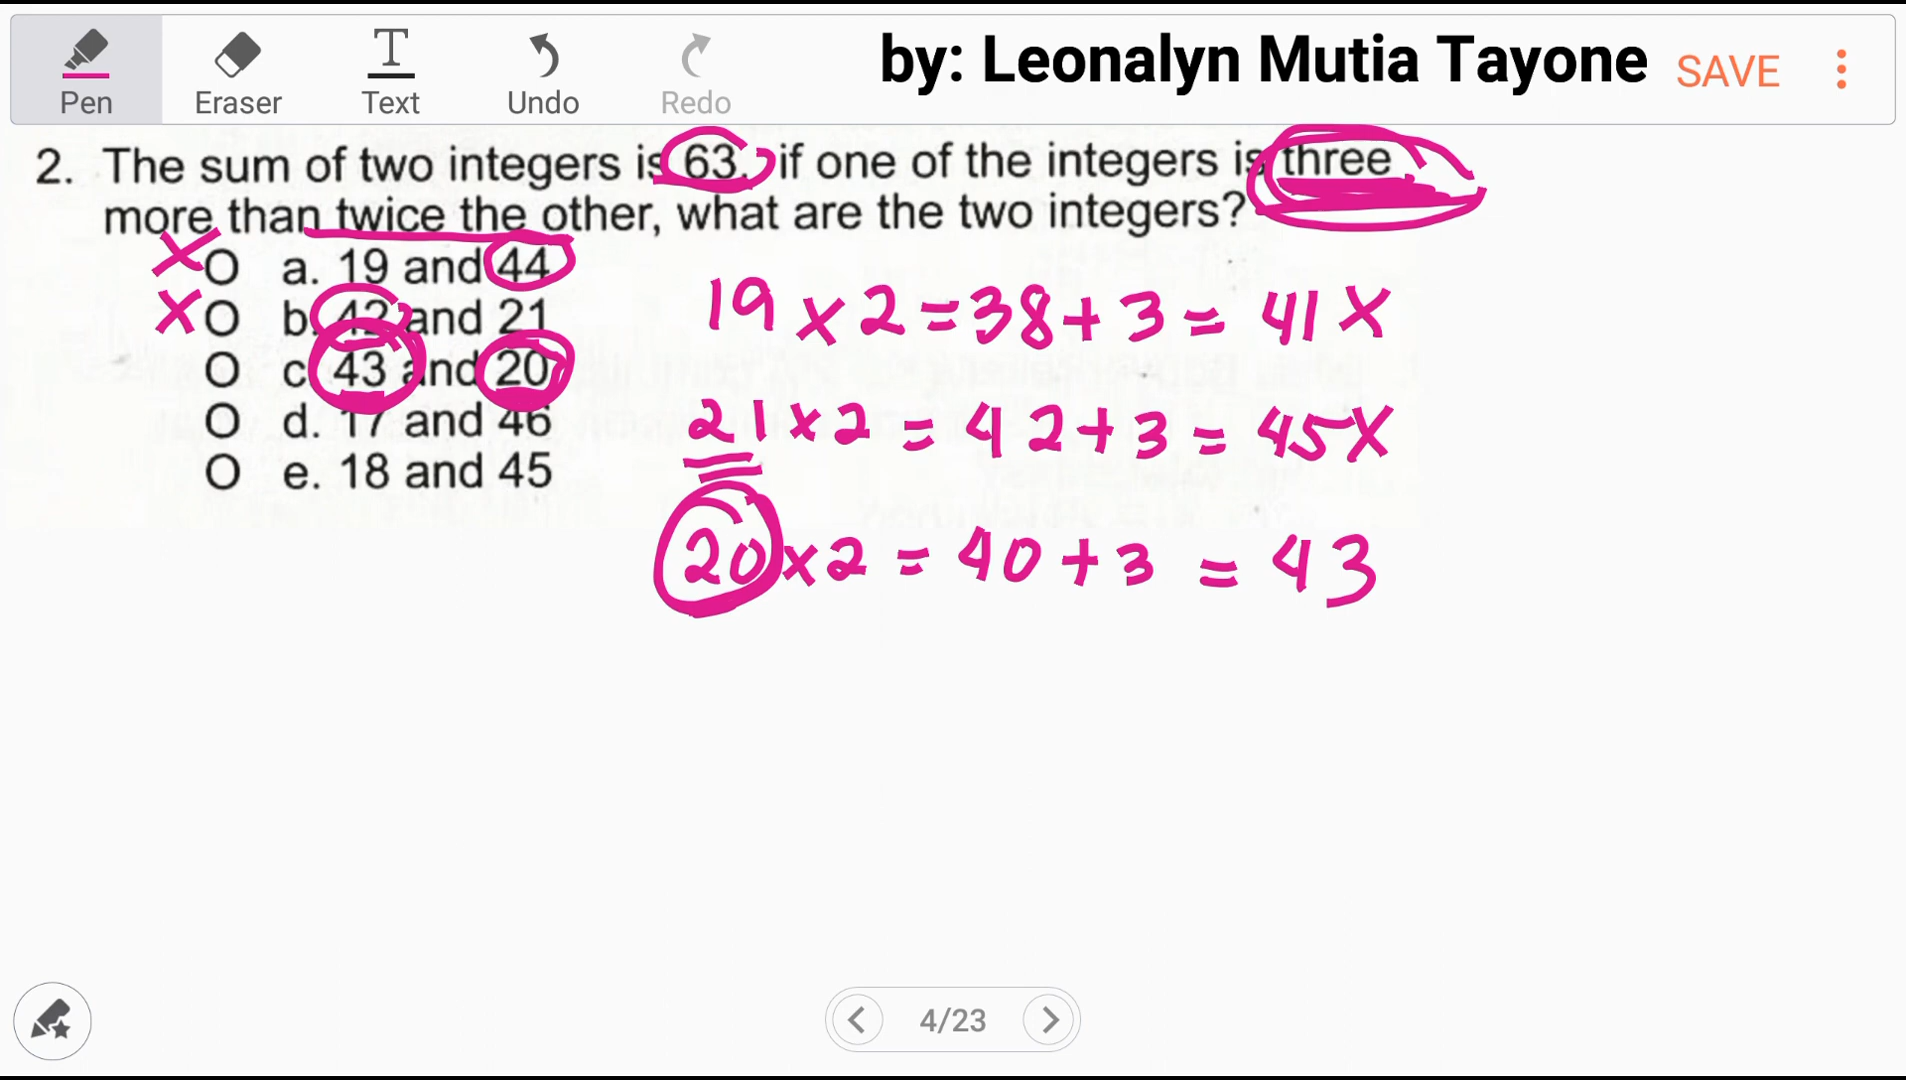 Pen Eraser Text Undo Redo by: Leonalyn Mutia Tayone SAVE
2. The sum of two integers is 63. if one of the integers is three
more than twice the other, what are the two integers?
O a. 19 and 44
O b. 42 and 21
O c. 43 and 20
O d. 17 and 46
O e. 18 and 45
19 x 2 = 38 + 3 = 41 X
21 x 2 = 42 + 3 = 45 X
20 x 2 = 40 + 3 = 43
4/23